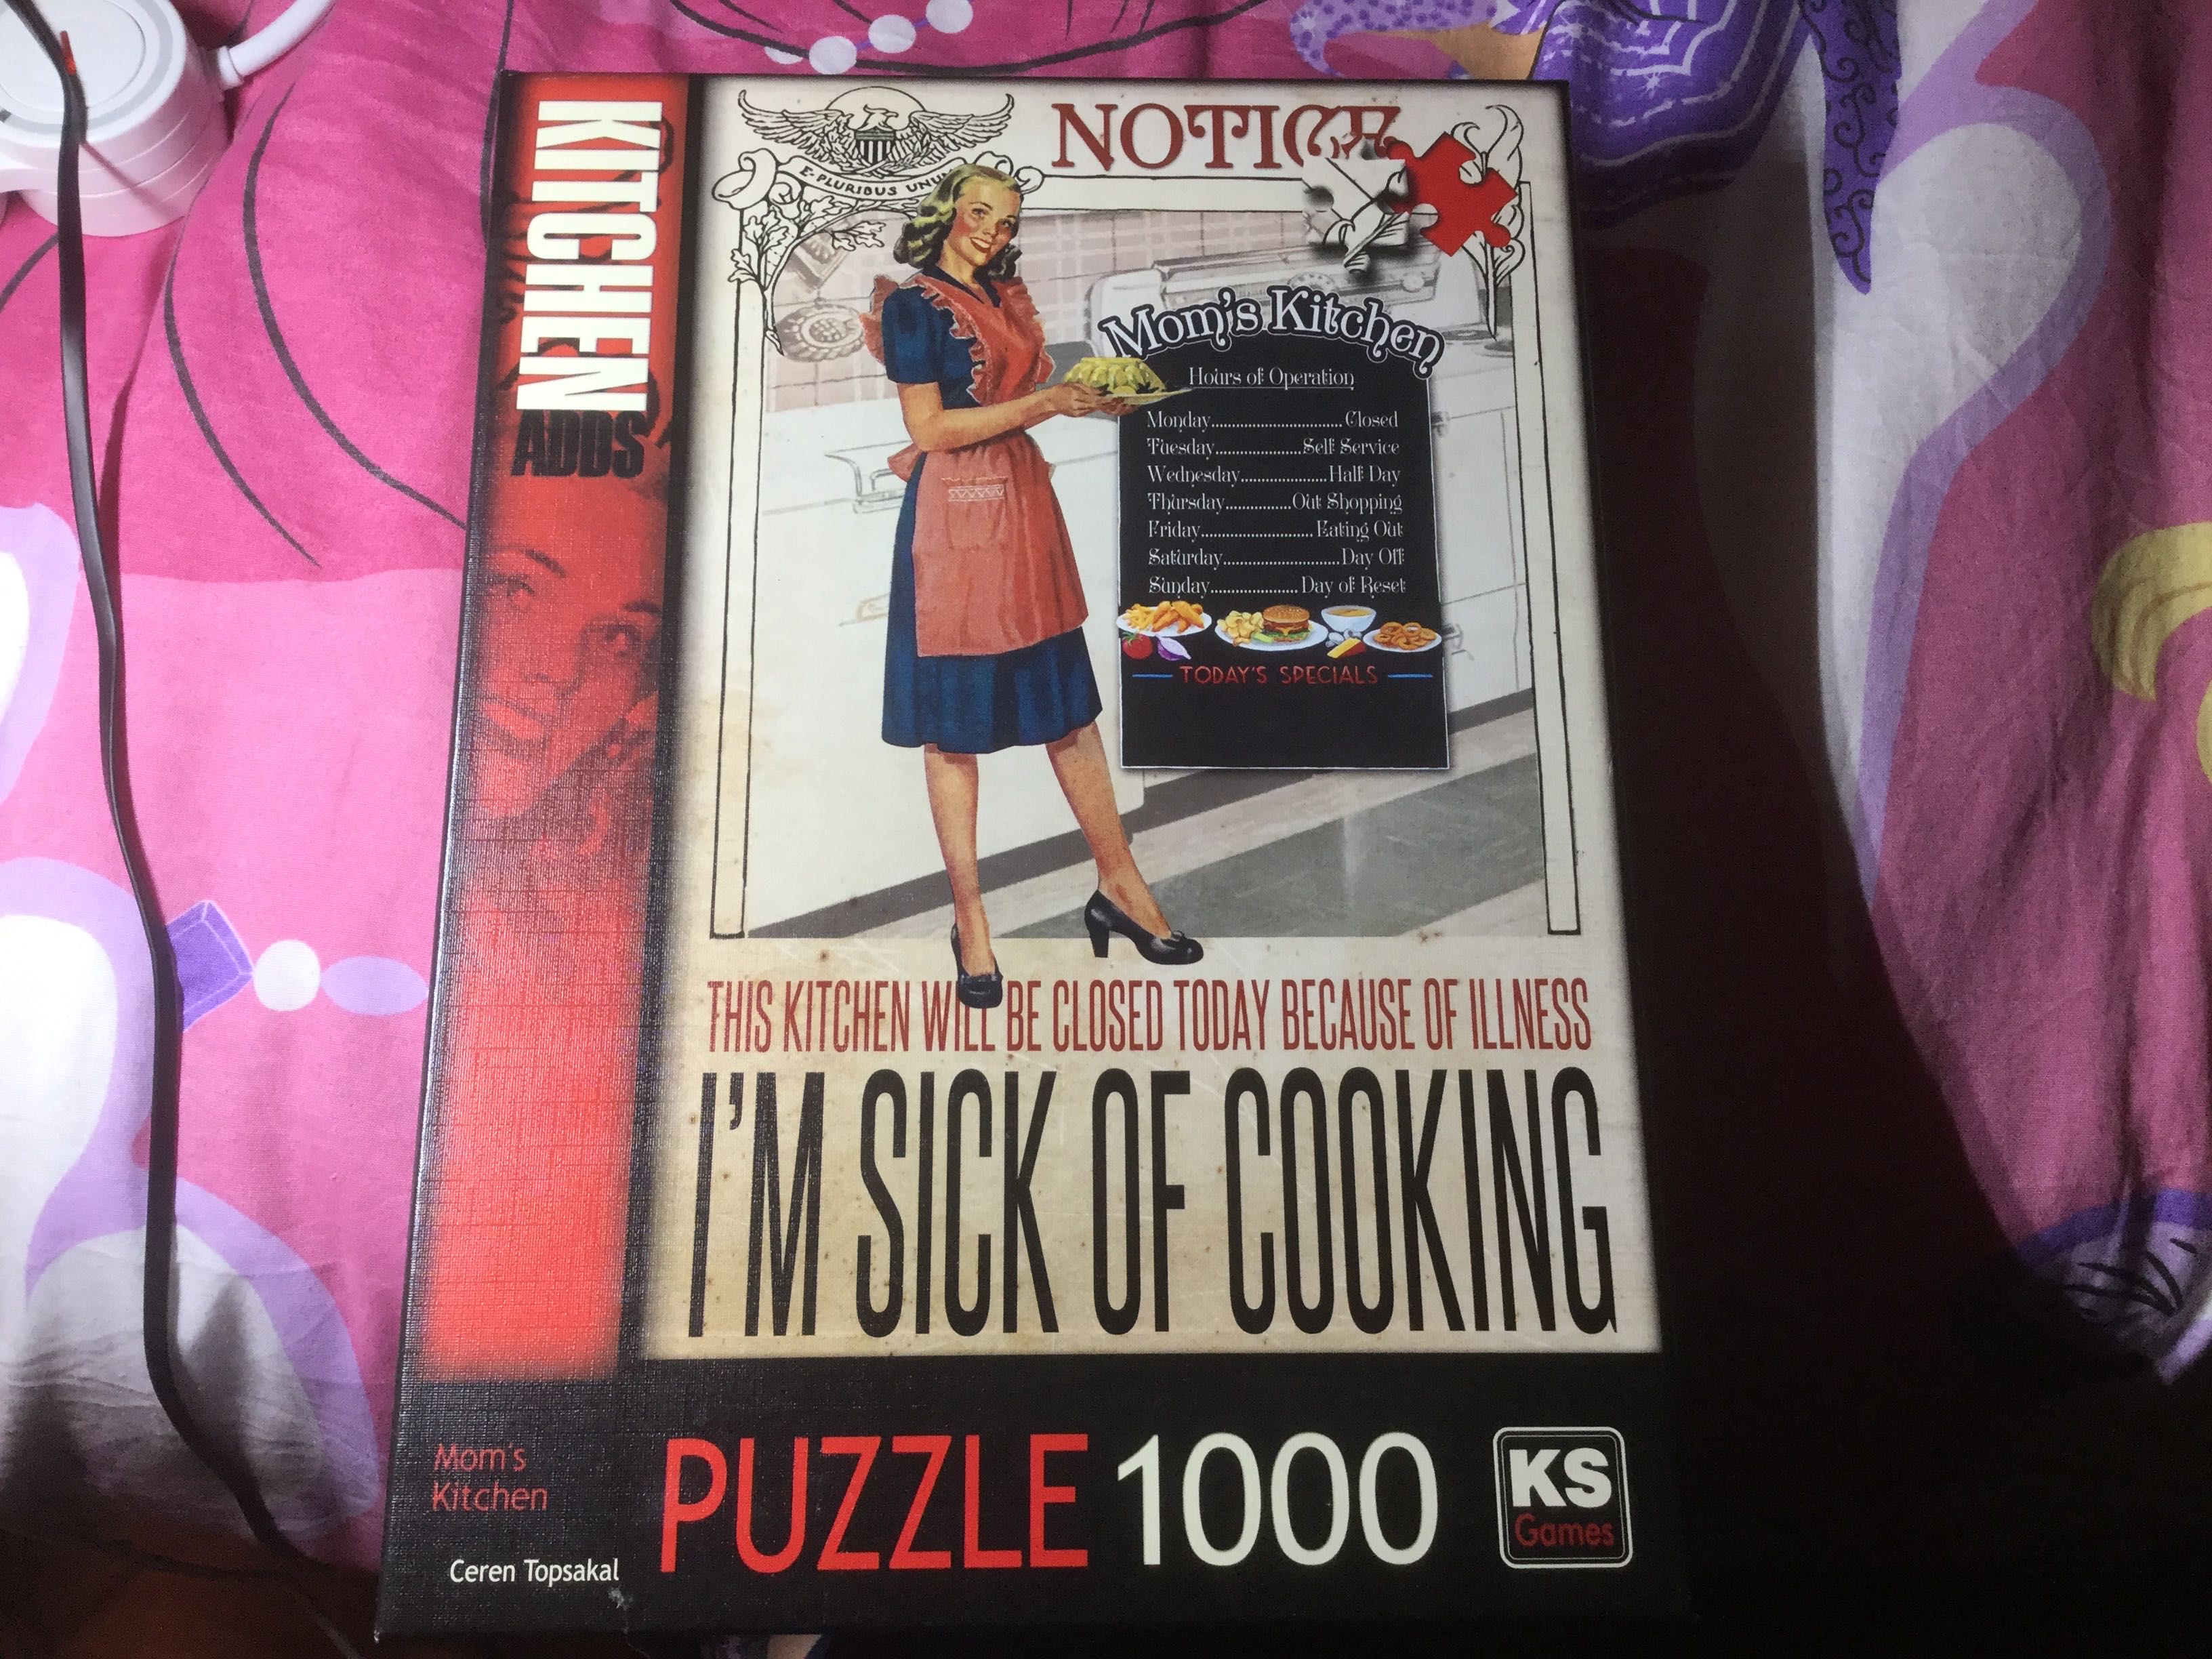 KITCHEN
ADDS
NOTICE
E·PLURIBUS UNUM
Mom's Kitchen
Hours of Operation
Monday.................................Closed
Tuesday.....................Self Service
Wednesday.....................Half Day
Thursday................Out Shopping
Friday............................Eating Out
Saturday.............................Day Off
Sunday.....................Day of Reset
TODAY'S SPECIALS
THIS KITCHEN WILL BE CLOSED TODAY BECAUSE OF ILLNESS
I'M SICK OF COOKING
Mom's
Kitchen
Ceren Topsakal
PUZZLE 1000
KS
Games